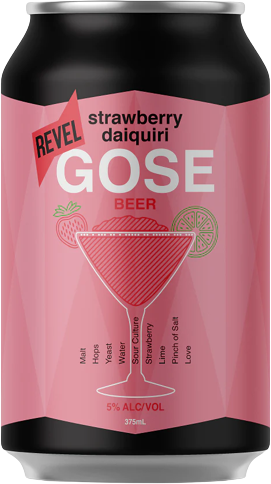 REVEL
strawberry
daiquiri
GOSE
BEER
Malt
Hops
Yeast
Water
Sour Culture
Strawberry
Lime
Pinch of Salt
Love
5% ALC/VOL
375mL